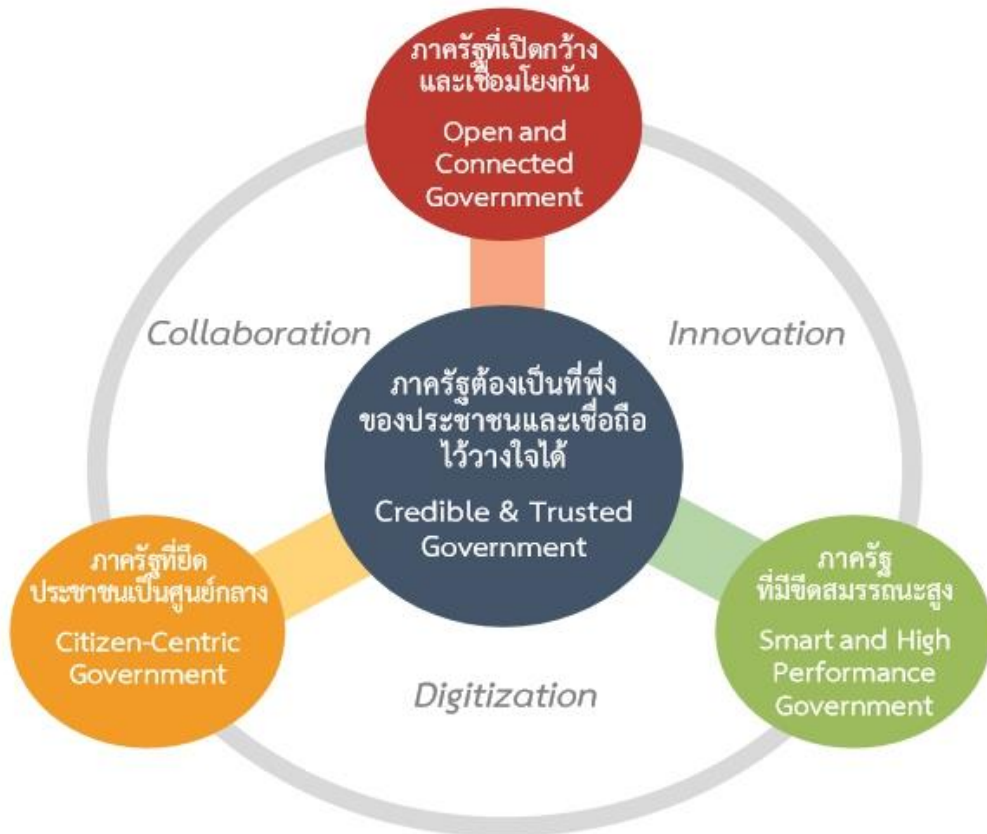 ภาครัฐที่เปิดกว้าง
และเชื่อมโยงกัน
Open and
Connected
Government
Collaboration
Innovation
ภาครัฐต้องเป็นที่พึ่ง
ของประชาชนและเชื่อถือ
ไว้วางใจได้
Credible & Trusted
Government
ภาครัฐที่ยึด
ประชาชนเป็นศูนย์กลาง
Citizen-Centric
Government
ภาครัฐ
ที่มีขีดสมรรถนะสูง
Smart and High
Performance
Government
Digitization